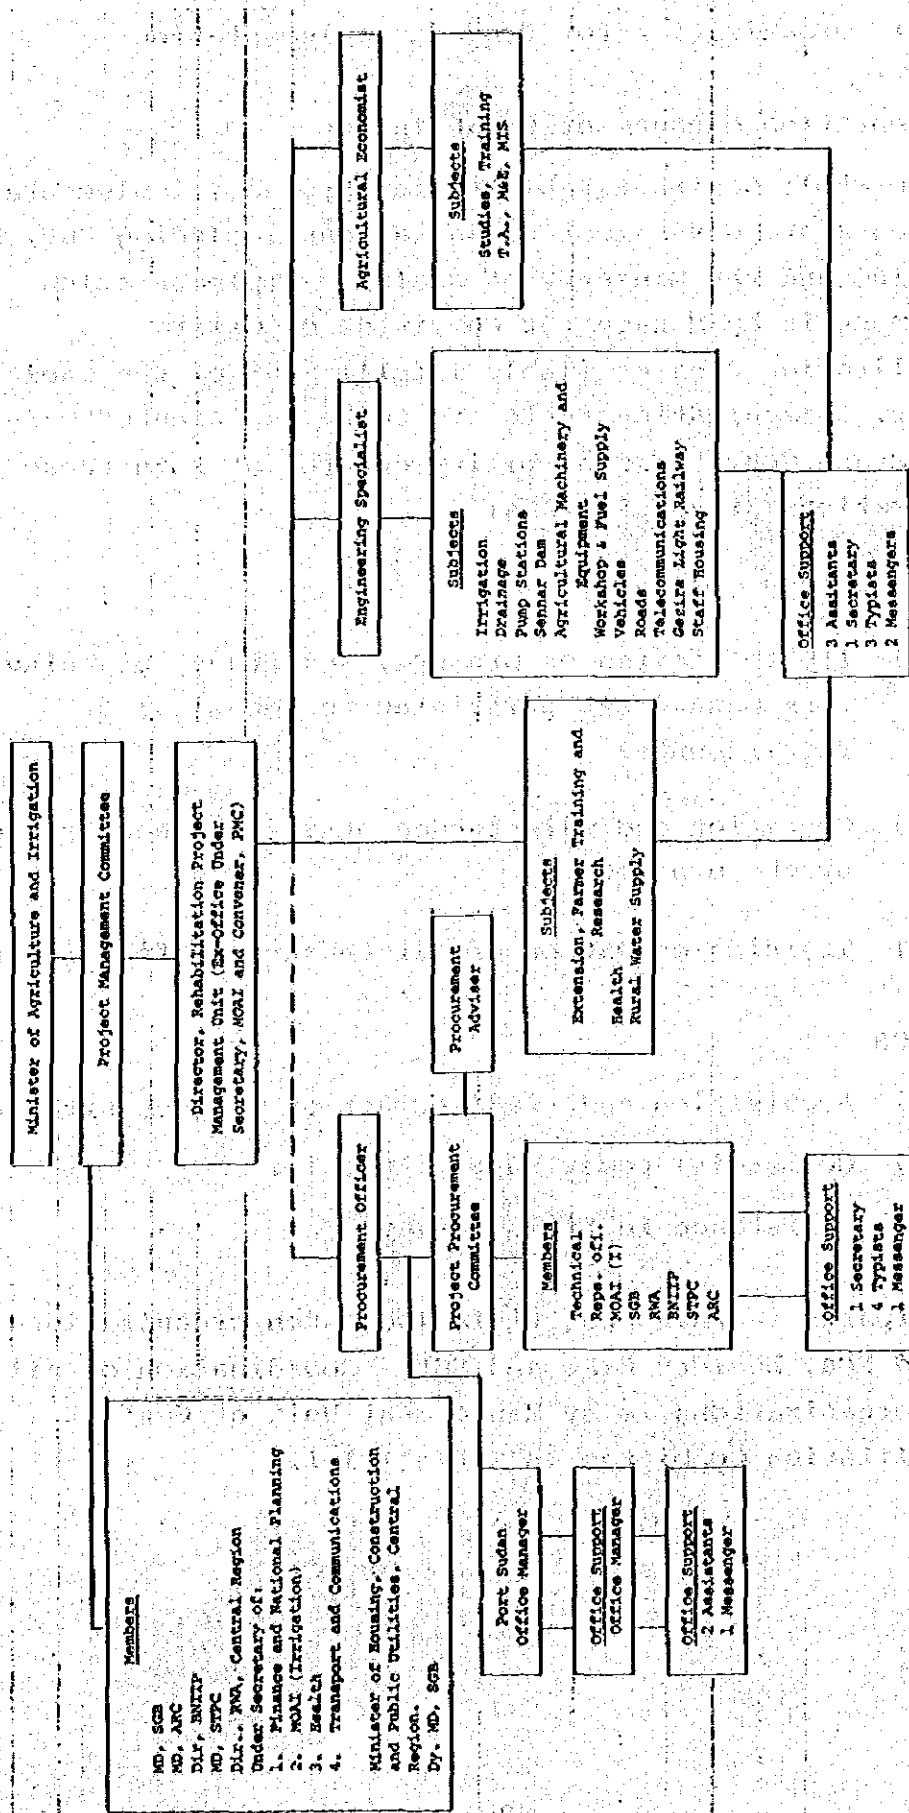 Minister of Agriculture and Irrigation
Project Management Committee
Director, Rehabilitation Project
Management Unit (Ex-Office Under
Secretary, MOAI and Convener, PMC)
Members
MD, SGB
MD, ARC
Dir, BNITP
MD, STPC
Dir., RWA, Central Region
Under Secretary of:
1. Finance and National Planning
2. MOAI (Irrigation)
3. Health
4. Transport and Communications
Minister of Housing, Construction
and Public Utilities, Central
Region.
Dy. MD, SGB
Procurement Officer
Engineering Specialist
Agricultural Economist
Project Procurement
Committee
Procurement
Adviser
Subjects
Irrigation
Drainage
Pump Stations
Sennar Dam
Agricultural Machinery and
Equipment
Workshop & Fuel Supply
Vehicles
Roads
Telecommunications
Gezira Light Railway
Staff Housing
Subjects
Studies, Training
T.A., M&E, MIS
Port Sudan
Office Manager
Members
Technical
Reps. Off.
MOAI (I)
SGB
RWA
BNITP
STPC
ARC
Subjects
Extension, Farmer Training and
Research
Health
Rural Water Supply
Office Support
Office Manager
Office Support
2 Assistants
1 Messenger
Office Support
1 Secretary
4 Typists
1 Messenger
Office Support
3 Assitants
1 Secretary
3 Typists
2 Messengers